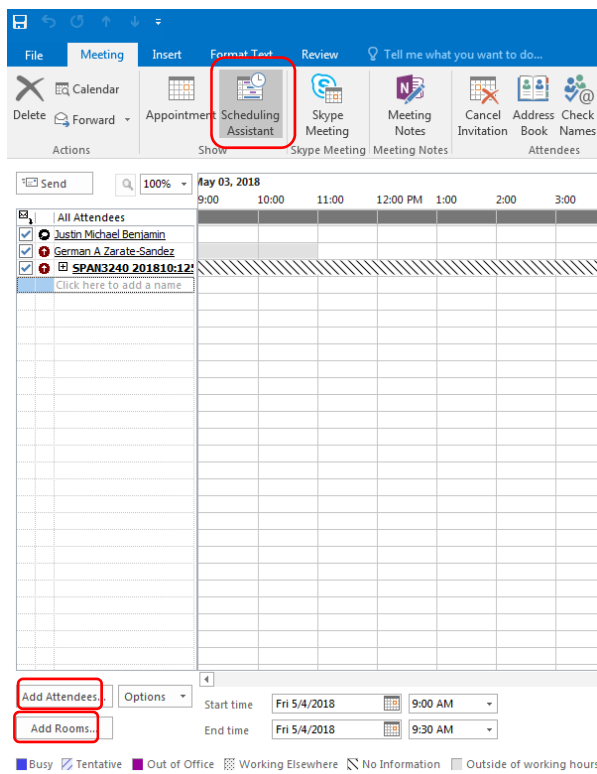 File Meeting Insert Format Text Review Tell me what you want to do...
Delete
Calendar
Forward
Actions
Appointment
Scheduling
Assistant
Show
Skype
Meeting
Skype Meeting
Meeting
Notes
Meeting Notes
Cancel
Invitation
Address
Book
Check
Names
Attendees
Send 100% May 03, 2018
9:00 10:00 11:00 12:00 PM 1:00 2:00 3:00
All Attendees
Justin Michael Benjamin
German A Zarate-Sandez
SPAN3240 201810:12
Click here to add a name
Add Attendees... Options Start time Fri 5/4/2018 9:00 AM
Add Rooms... End time Fri 5/4/2018 9:30 AM
Busy Tentative Out of Office Working Elsewhere No Information Outside of working hours